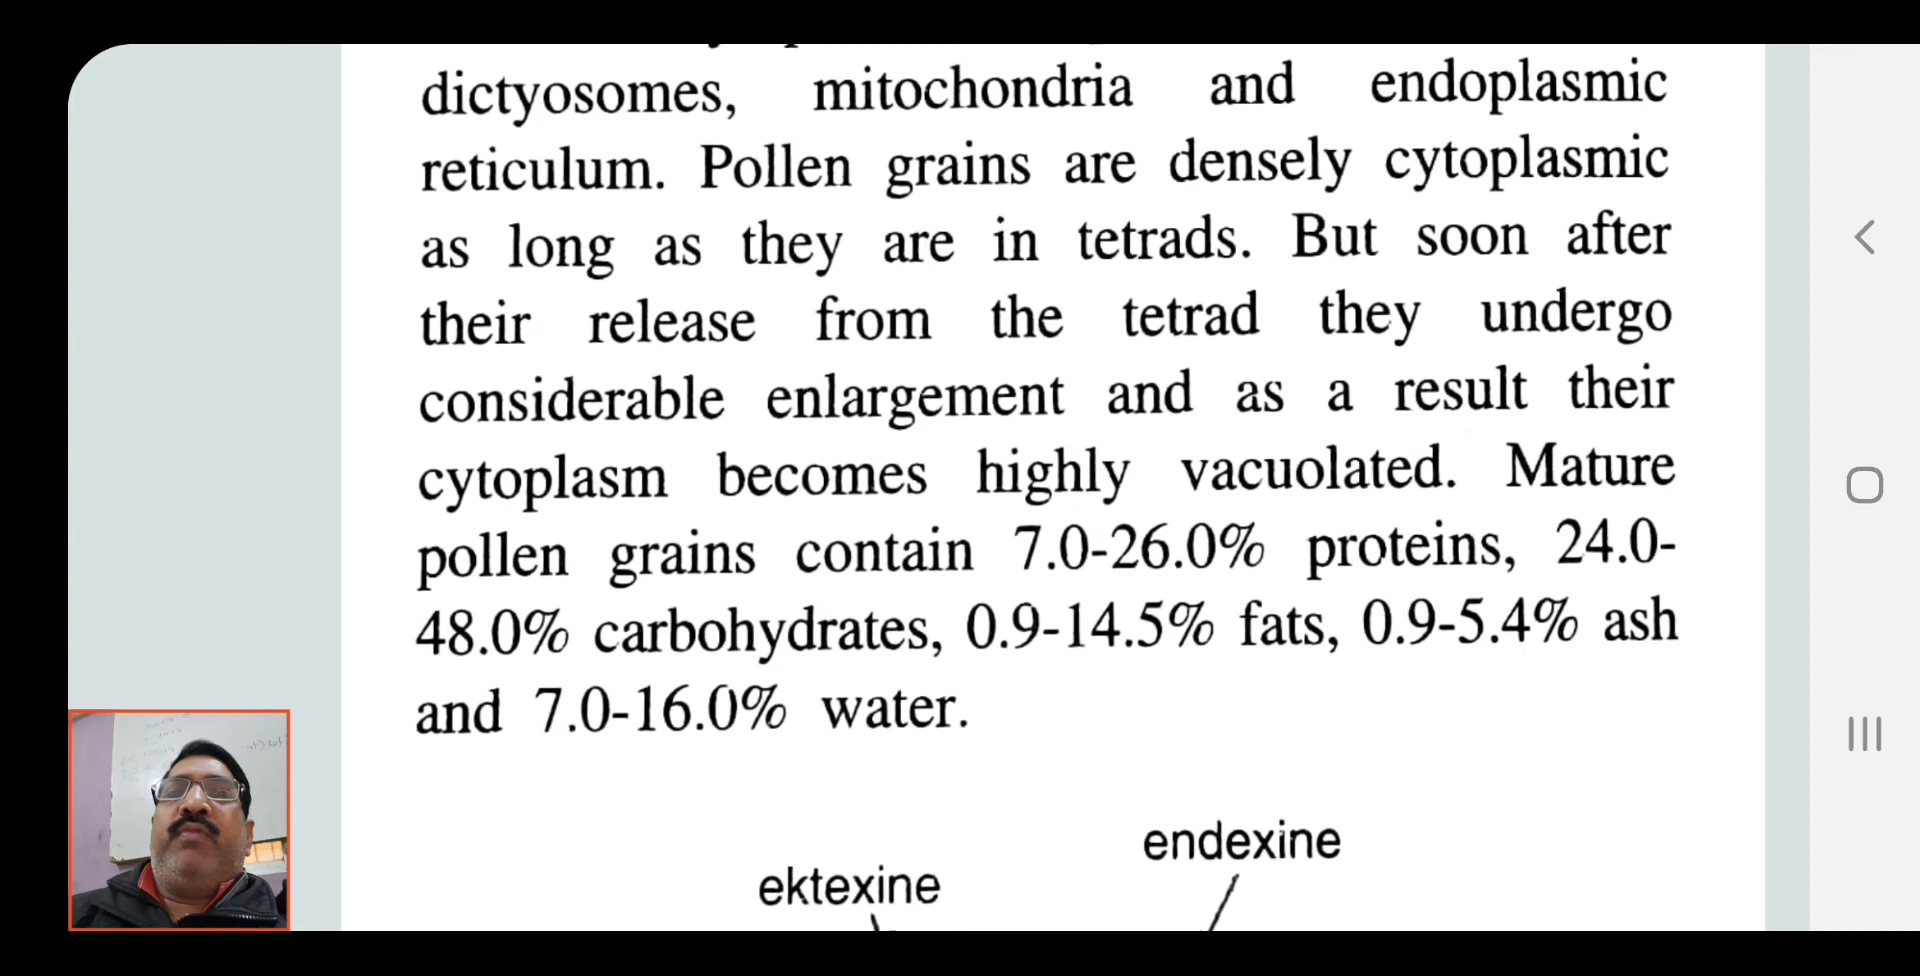 dictyosomes, mitochondria and endoplasmic
reticulum. Pollen grains are densely cytoplasmic
as long as they are in tetrads. But soon after
their release from the tetrad they undergo
considerable enlargement and as a result their
cytoplasm becomes highly vacuolated. Mature
pollen grains contain 7.0-26.0% proteins, 24.0-
48.0% carbohydrates, 0.9-14.5% fats, 0.9-5.4% ash
and 7.0-16.0% water.
endexine
ektexine